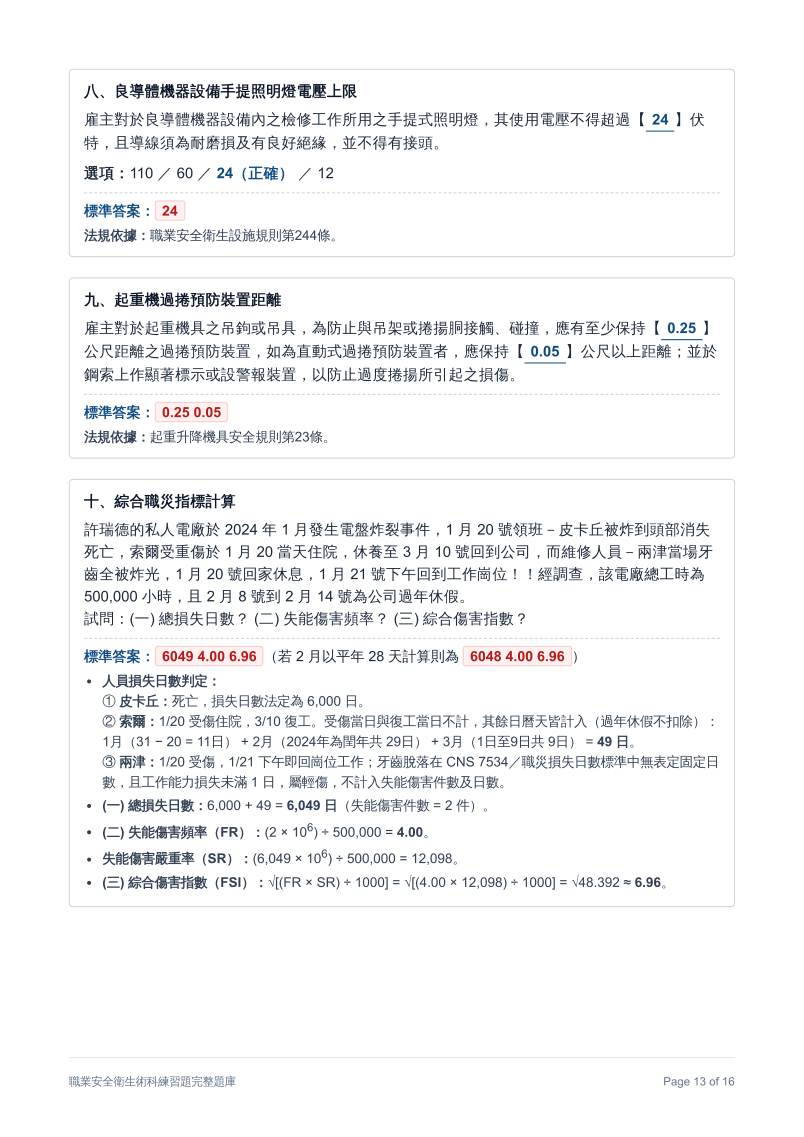 八、良導體機器設備手提照明燈電壓上限
雇主對於良導體機器設備內之檢修工作所用之手提式照明燈，其使用電壓不得超過【 24 】伏
特，且導線須為耐磨損及有良好絕緣，並不得有接頭。
選項：110 ／ 60 ／ 24（正確） ／ 12
標準答案： 24
法規依據：職業安全衛生設施規則第244條。
九、起重機過捲預防裝置距離
雇主對於起重機具之吊鉤或吊具，為防止與吊架或捲揚胴接觸、碰撞，應有至少保持【 0.25 】
公尺距離之過捲預防裝置，如為直動式過捲預防裝置者，應保持【 0.05 】公尺以上距離；並於
鋼索上作顯著標示或設警報裝置，以防止過度捲揚所引起之損傷。
標準答案： 0.25 0.05
法規依據：起重升降機具安全規則第23條。
十、綜合職災指標計算
許瑞德的私人電廠於 2024 年 1 月發生電盤炸裂事件，1 月 20 號領班－皮卡丘被炸到頭部消失
死亡，索爾受重傷於 1 月 20 當天住院，休養至 3 月 10 號回到公司，而維修人員－兩津當場牙
齒全被炸光，1 月 20 號回家休息，1 月 21 號下午回到工作崗位！！經調查，該電廠總工時為
500,000 小時，且 2 月 8 號到 2 月 14 號為公司過年休假。
試問：(一) 總損失日數？ (二) 失能傷害頻率？ (三) 綜合傷害指數？
標準答案： 6049 4.00 6.96 （若 2 月以平年 28 天計算則為 6048 4.00 6.96 ）
• 人員損失日數判定：
① 皮卡丘：死亡，損失日數法定為 6,000 日。
② 索爾：1/20 受傷住院，3/10 復工。受傷當日與復工當日不計，其餘日曆天皆計入（過年休假不扣除）：
1月（31 − 20 = 11日） + 2月（2024年為閏年共 29日） + 3月（1日至9日共 9日） = 49 日。
③ 兩津：1/20 受傷，1/21 下午即回崗位工作；牙齒脫落在 CNS 7534／職災損失日數標準中無表定固定日
數，且工作能力損失未滿 1 日，屬輕傷，不計入失能傷害件數及日數。
• (一) 總損失日數：6,000 + 49 = 6,049 日（失能傷害件數 = 2 件）。
• (二) 失能傷害頻率（FR）：(2 × 10⁶) ÷ 500,000 = 4.00。
• 失能傷害嚴重率（SR）：(6,049 × 10⁶) ÷ 500,000 = 12,098。
• (三) 綜合傷害指數（FSI）：√[(FR × SR) ÷ 1000] = √[(4.00 × 12,098) ÷ 1000] = √48.392 ≈ 6.96。
職業安全衛生術科練習題完整題庫
Page 13 of 16